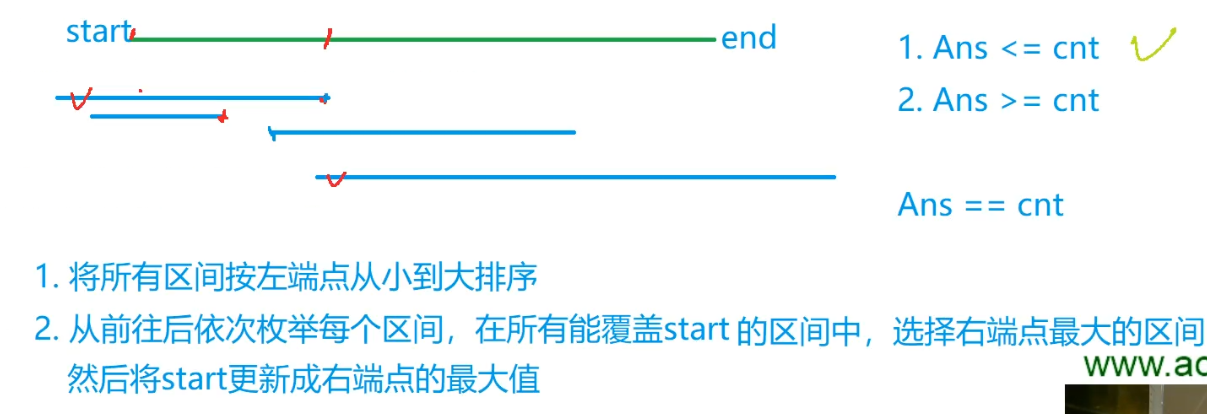 start
end
1. Ans <= cnt
2. Ans >= cnt
Ans == cnt
1. 将所有区间按左端点从小到大排序
2. 从前往后依次枚举每个区间，在所有能覆盖start 的区间中，选择右端点最大的区间
然后将start更新成右端点的最大值
www.ac